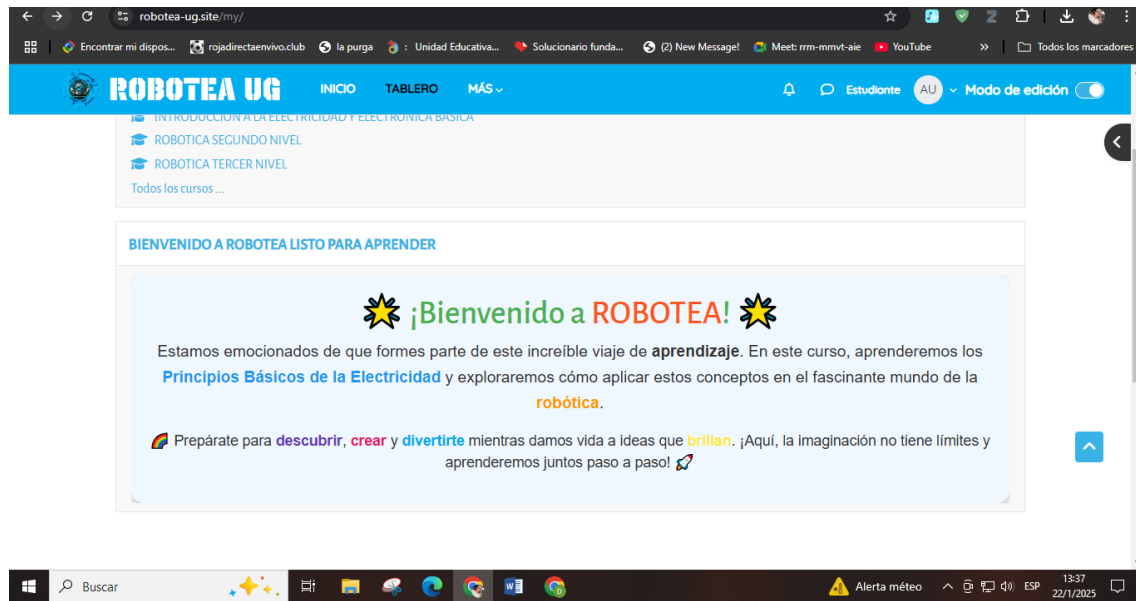 robotea-ug.site/my/
Encontrar mi dispos... rojadirectaenvivo.club la purga : Unidad Educativa... Solucionario funda... (2) New Message! Meet: rrm-mmvt-aie YouTube » Todos los marcadores
ROBOTEA UG INICIO TABLERO MÁS Estudiante AU Modo de edición
INTRODUCCION A LA ELECTRICIDAD Y ELECTRONICA BASICA
ROBOTICA SEGUNDO NIVEL
ROBOTICA TERCER NIVEL
Todos los cursos ...
BIENVENIDO A ROBOTEA LISTO PARA APRENDER
¡Bienvenido a ROBOTEA!
Estamos emocionados de que formes parte de este increíble viaje de aprendizaje. En este curso, aprenderemos los
Principios Básicos de la Electricidad y exploraremos cómo aplicar estos conceptos en el fascinante mundo de la
robótica.
🌈 Prepárate para descubrir, crear y divertirte mientras damos vida a ideas que brillan. ¡Aquí, la imaginación no tiene límites y
aprenderemos juntos paso a paso! 🚀
Buscar Alerta méteo ESP 13:37
22/1/2025